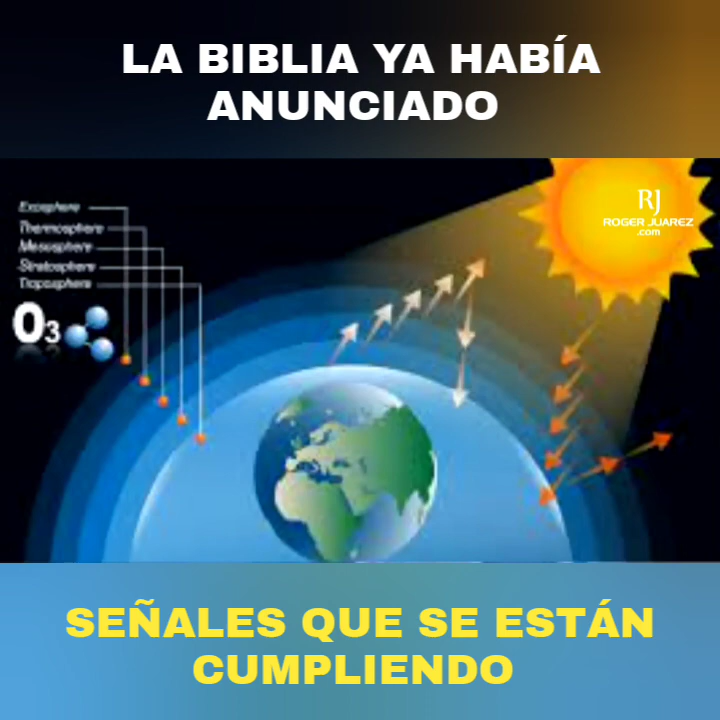 LA BIBLIA YA HABÍA
ANUNCIADO
RJ
ROGER JUAREZ
.com
Exosphere
Thermosphere
Mesosphere
Stratosphere
Troposphere
O3
SEÑALES QUE SE ESTÁN
CUMPLIENDO